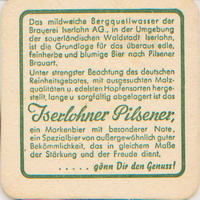 Das mildweiche Bergquellwasser der
Brauerei Iserlohn AG., in der Umgebung
der sauerländischen Waldstadt Iserlohn,
ist die Grundlage für das überaus edle,
feinherbe und blumige Bier nach Pilsener
Brauart.
Unter strengster Beachtung des deutschen
Reinheitsgebotes, mit ausgesuchten Malz-
qualitäten u. edelsten Hopfensorten herge-
stellt, lange u. sorgfältig abgelagert ist das
Iserlohner Pilsener,
ein Markenbier mit besonderer Note,
ein Spezialbier von außergewöhnlich guter
Bekömmlichkeit, das in gleichem Maße
der Stärkung und der Freude dient,
..... gönn Dir den Genuss!